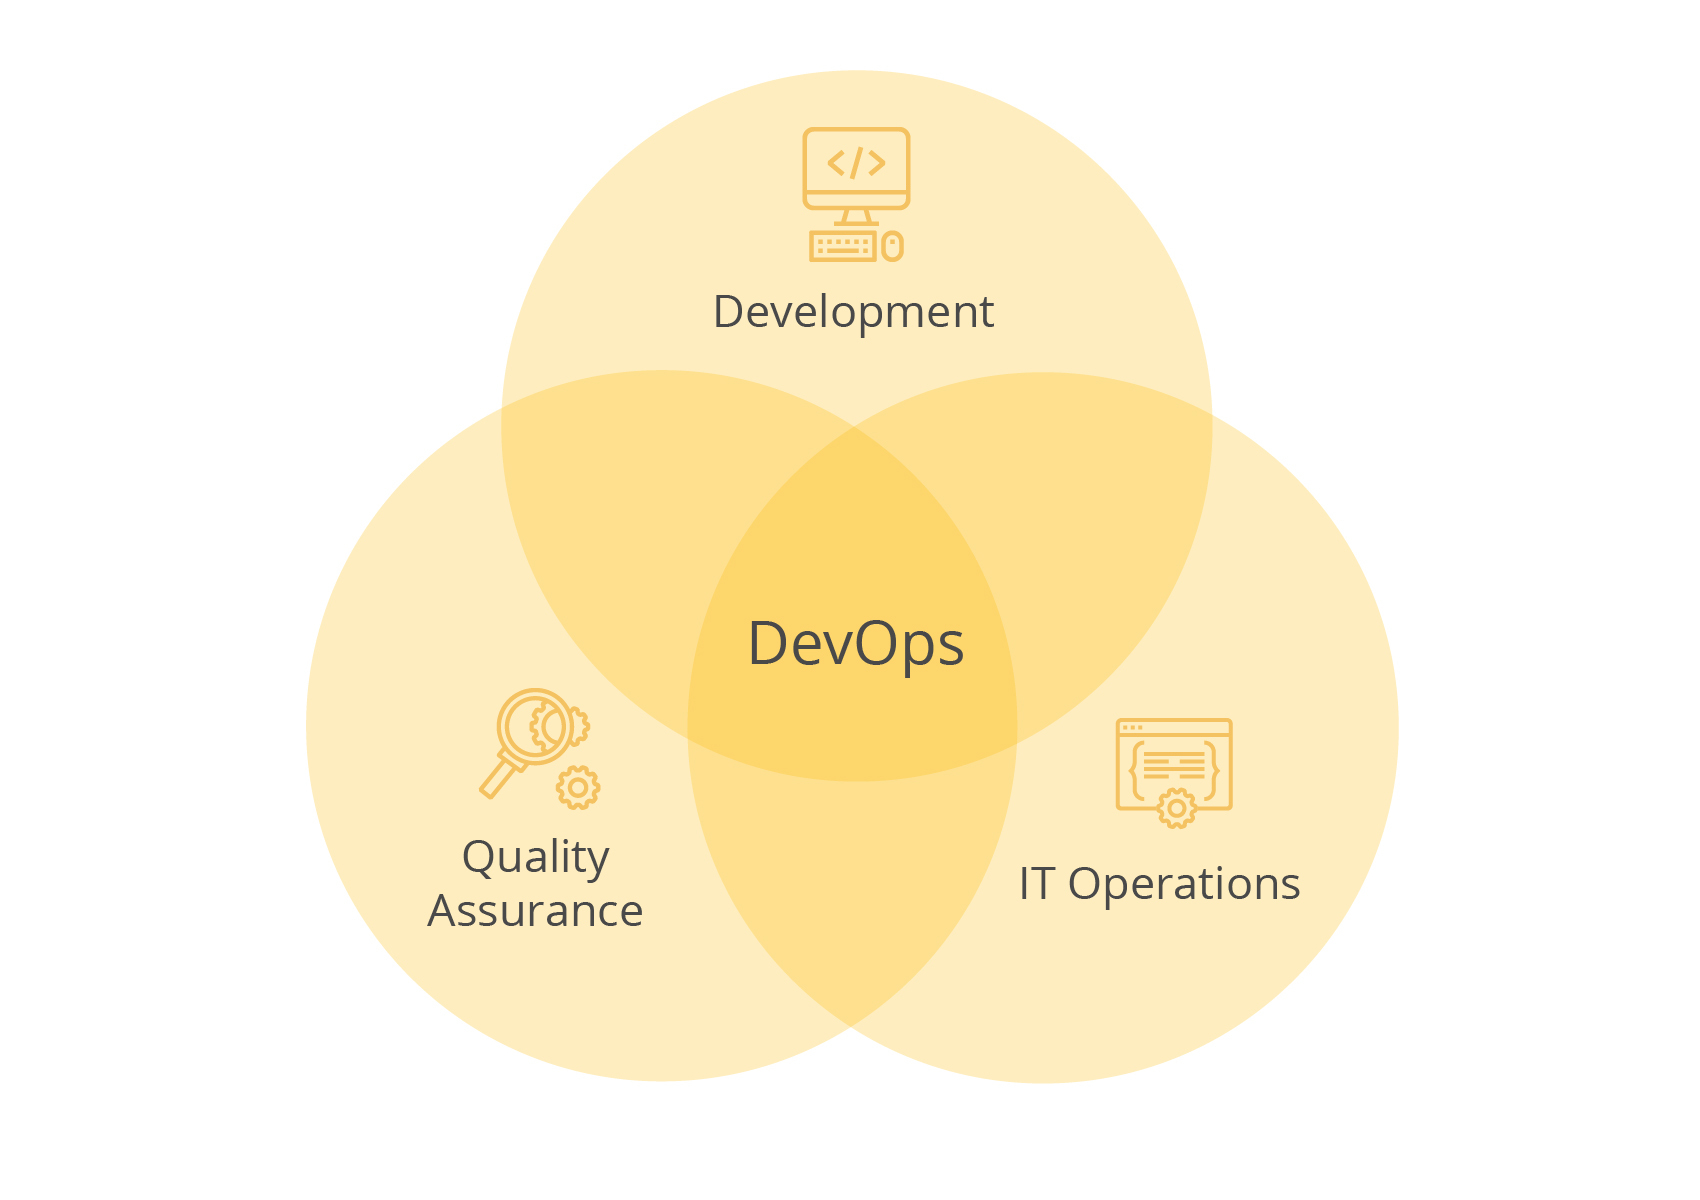 Development
DevOps
Quality
Assurance
IT Operations